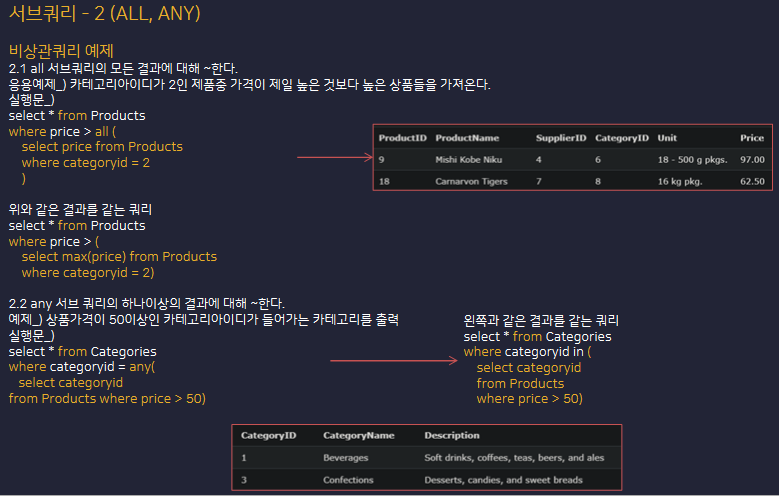 서브쿼리 - 2 (ALL, ANY)
비상관쿼리 예제
2.1 all 서브쿼리의 모든 결과에 대해 ~한다.
응용예제_) 카테고리아이디가 2인 제품중 가격이 제일 높은 것보다 높은 상품들을 가져온다.
실행문_)
select * from Products
where price > all (
select price from Products
where categoryid = 2
)
ProductID ProductName SupplierID CategoryID Unit Price
9 Mishi Kobe Niku 4 6 18 - 500 g pkgs. 97.00
18 Carnarvon Tigers 7 8 16 kg pkg. 62.50
위와 같은 결과를 같는 쿼리
select * from Products
where price > (
select max(price) from Products
where categoryid = 2)
2.2 any 서브 쿼리의 하나이상의 결과에 대해 ~한다.
예제_) 상품가격이 50이상인 카테고리아이디가 들어가는 카테고리를 출력
실행문_)
select * from Categories
where categoryid = any(
select categoryid
from Products where price > 50)
왼쪽과 같은 결과를 같는 쿼리
select * from Categories
where categoryid in (
select categoryid
from Products
where price > 50)
CategoryID CategoryName Description
1 Beverages Soft drinks, coffees, teas, beers, and ales
3 Confections Desserts, candies, and sweet breads